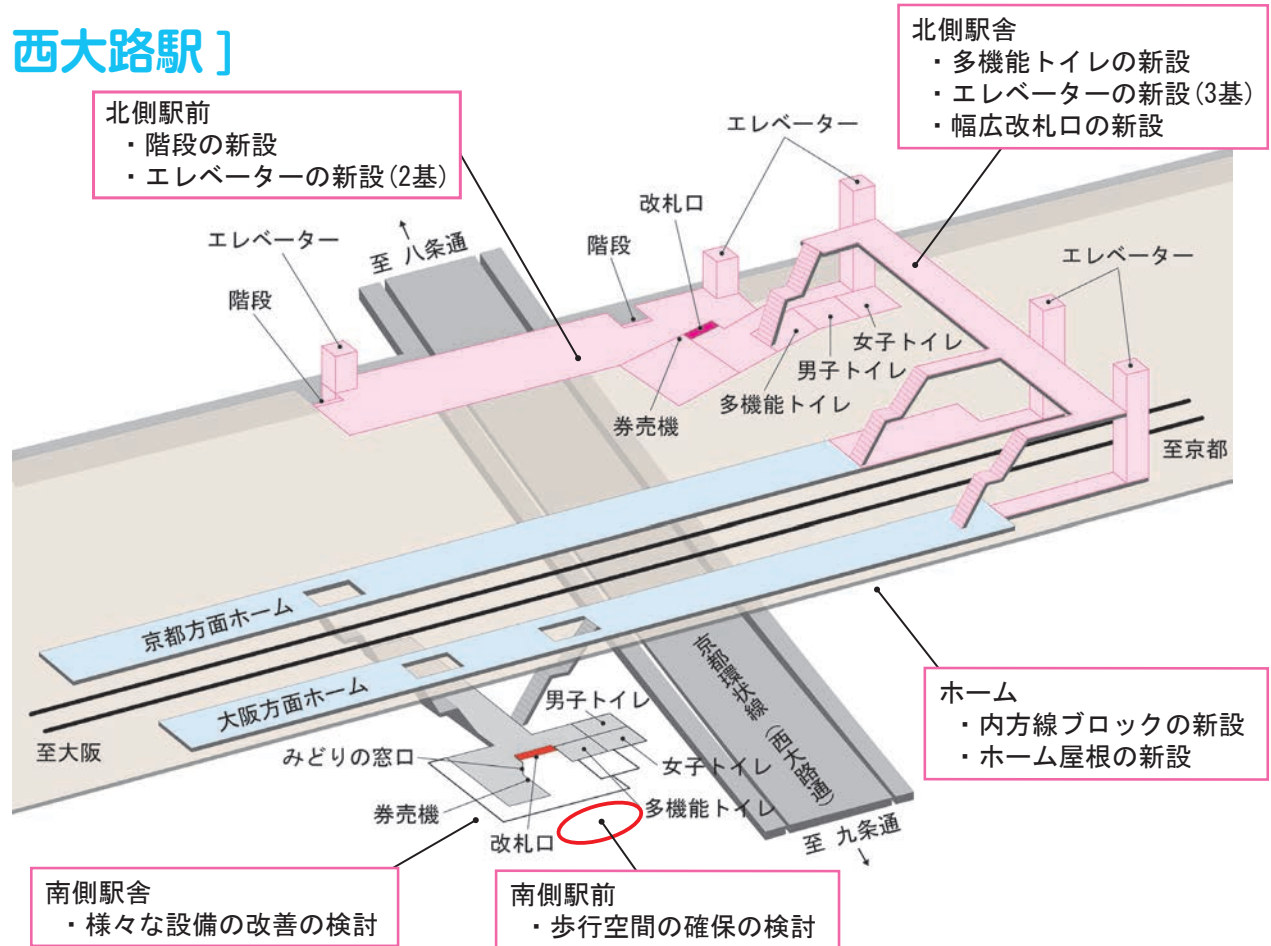 西大路駅 ]
北側駅前
・階段の新設
・エレベーターの新設(2基)
北側駅舎
・多機能トイレの新設
・エレベーターの新設(3基)
・幅広改札口の新設
エレベーター
改札口
エレベーター
至 八条通
階段
エレベーター
階段
女子トイレ
男子トイレ
多機能トイレ
券売機
至京都
京都方面ホーム
大阪方面ホーム
京都環状線(西大路通)
男子トイレ
至大阪
みどりの窓口
女子トイレ
券売機
多機能トイレ
改札口
至 九条通
ホーム
・内方線ブロックの新設
・ホーム屋根の新設
南側駅舎
・様々な設備の改善の検討
南側駅前
・歩行空間の確保の検討